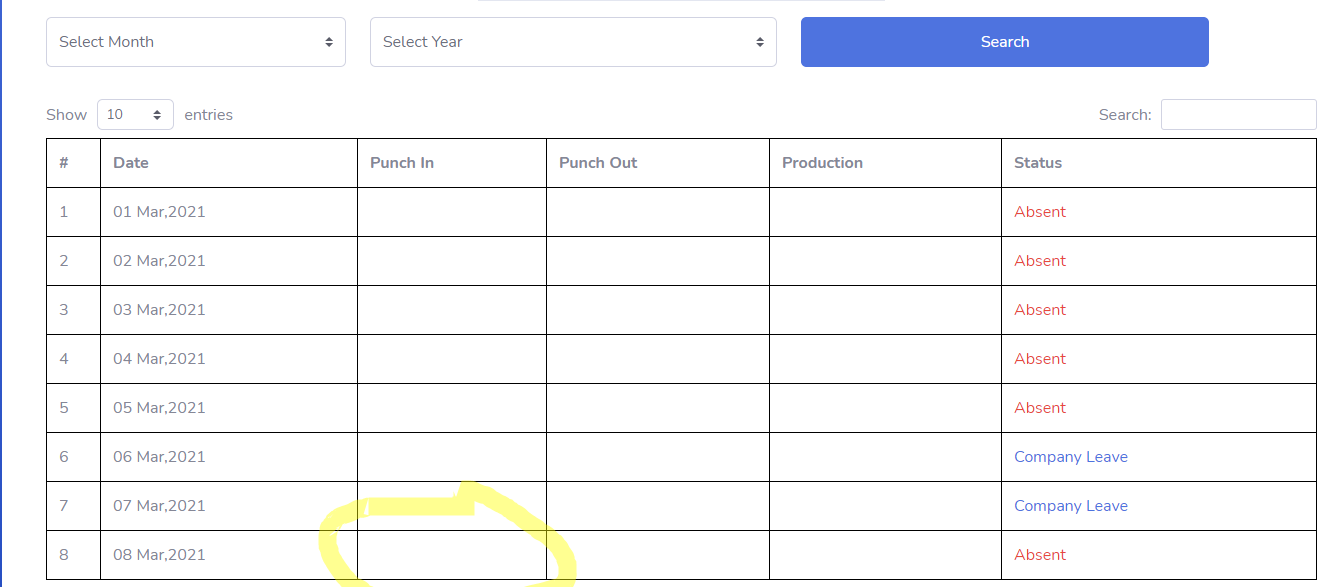 Select Month Select Year Search
Show 10 entries Search:
# Date Punch In Punch Out Production Status
1 01 Mar,2021 Absent
2 02 Mar,2021 Absent
3 03 Mar,2021 Absent
4 04 Mar,2021 Absent
5 05 Mar,2021 Absent
6 06 Mar,2021 Company Leave
7 07 Mar,2021 Company Leave
8 08 Mar,2021 Absent